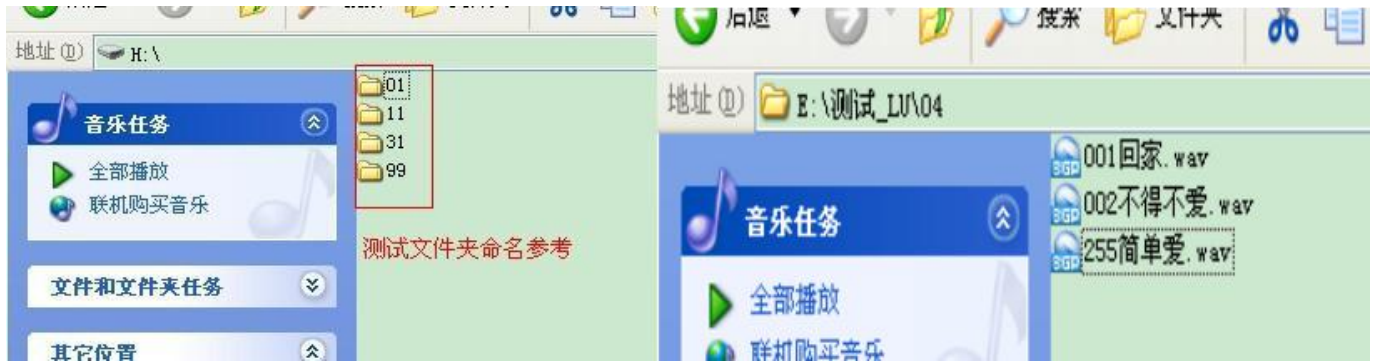 地址(D) H:\
音乐任务
全部播放
联机购买音乐
文件和文件夹任务
其它位置
01
11
31
99
测试文件夹命名参考
后退 搜索 文件夹
地址(D) E:\测试_LU\04
音乐任务
全部播放
联机购买音乐
001回家.wav
002不得不爱.wav
255简单爱.wav
BGP
BGP
BGP